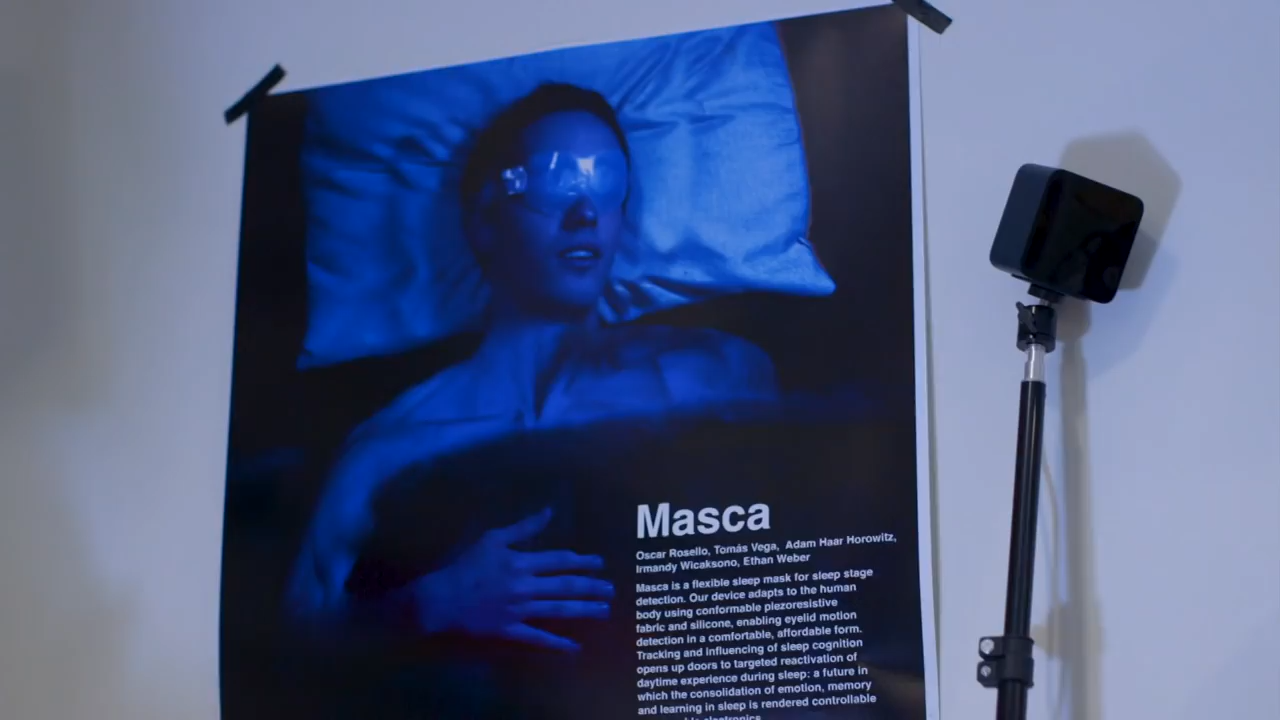 Masca
Oscar Rosello, Tomás Vega, Adam Haar Horowitz,
Irmandy Wicaksono, Ethan Weber
Masca is a flexible sleep mask for sleep stage
detection. Our device adapts to the human
body using conformable piezoresistive
fabric and silicone, enabling eyelid motion
detection in a comfortable, affordable form.
Tracking and influencing of sleep cognition
opens up doors to targeted reactivation of
daytime experience during sleep: a future in
which the consolidation of emotion, memory
and learning in sleep is rendered controllable
electronics.